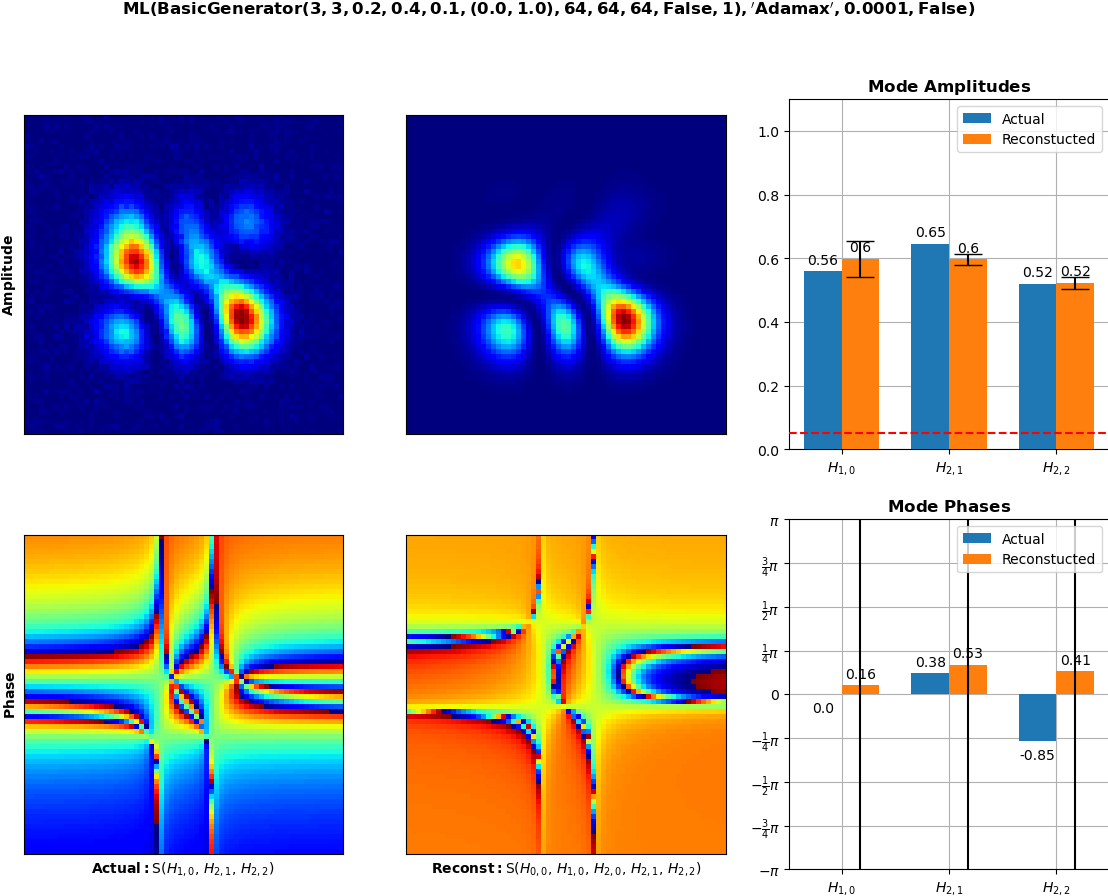 ML(BasicGenerator(3, 3, 0.2, 0.4, 0.1, (0.0, 1.0), 64, 64, 64, False, 1), ′Adamax′, 0.0001, False)
Amplitude
Mode Amplitudes
Actual
Reconstucted
1.0
0.8
0.6
0.4
0.2
0.0
0.56
0.6
0.65
0.6
0.52
0.52
H1, 0
H2, 1
H2, 2
Phase
Actual: S(H1, 0, H2, 1, H2, 2)
Reconst: S(H0, 0, H1, 0, H2, 0, H2, 1, H2, 2)
Mode Phases
Actual
Reconstucted
π
3/4π
1/2π
1/4π
0
−1/4π
−1/2π
−3/4π
−π
0.0
0.16
0.38
0.53
-0.85
0.41
H1, 0
H2, 1
H2, 2